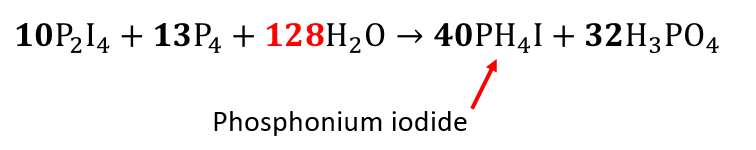 10P₂I₄ + 13P₄ + 128H₂O → 40PH₄I + 32H₃PO₄
Phosphonium iodide